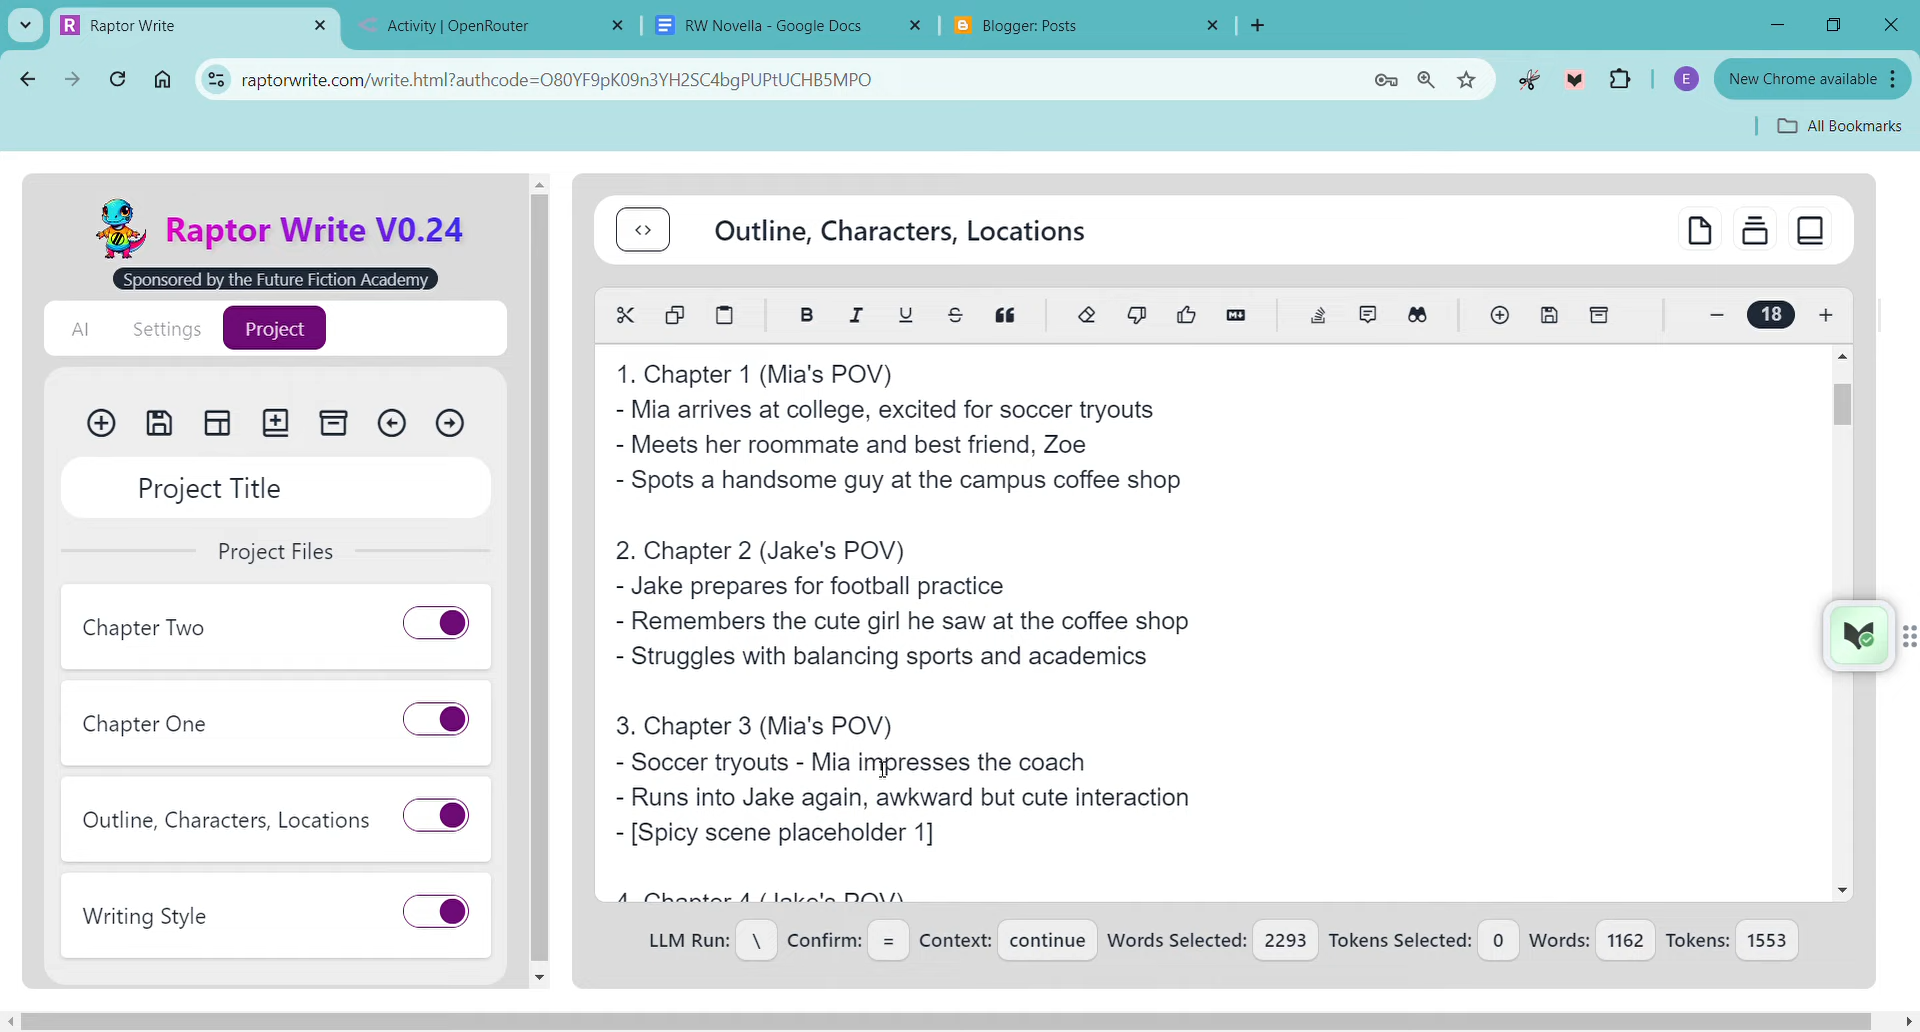 Raptor Write
Activity | OpenRouter
RW Novella - Google Docs
Blogger: Posts
raptorwrite.com/write.html?authcode=O80YF9pK09n3YH2SC4bgPUPtUCHB5MPO
E
New Chrome available
All Bookmarks
Raptor Write V0.24
Sponsored by the Future Fiction Academy
AI
Settings
Project
Project Title
Project Files
Chapter Two
Chapter One
Outline, Characters, Locations
Writing Style
<>
Outline, Characters, Locations
B I U S
18
1. Chapter 1 (Mia's POV)
- Mia arrives at college, excited for soccer tryouts
- Meets her roommate and best friend, Zoe
- Spots a handsome guy at the campus coffee shop
2. Chapter 2 (Jake's POV)
- Jake prepares for football practice
- Remembers the cute girl he saw at the coffee shop
- Struggles with balancing sports and academics
3. Chapter 3 (Mia's POV)
- Soccer tryouts - Mia impresses the coach
- Runs into Jake again, awkward but cute interaction
- [Spicy scene placeholder 1]
4. Chapter 4 (Jake's POV)
LLM Run: \ Confirm: = Context: continue Words Selected: 2293 Tokens Selected: 0 Words: 1162 Tokens: 1553